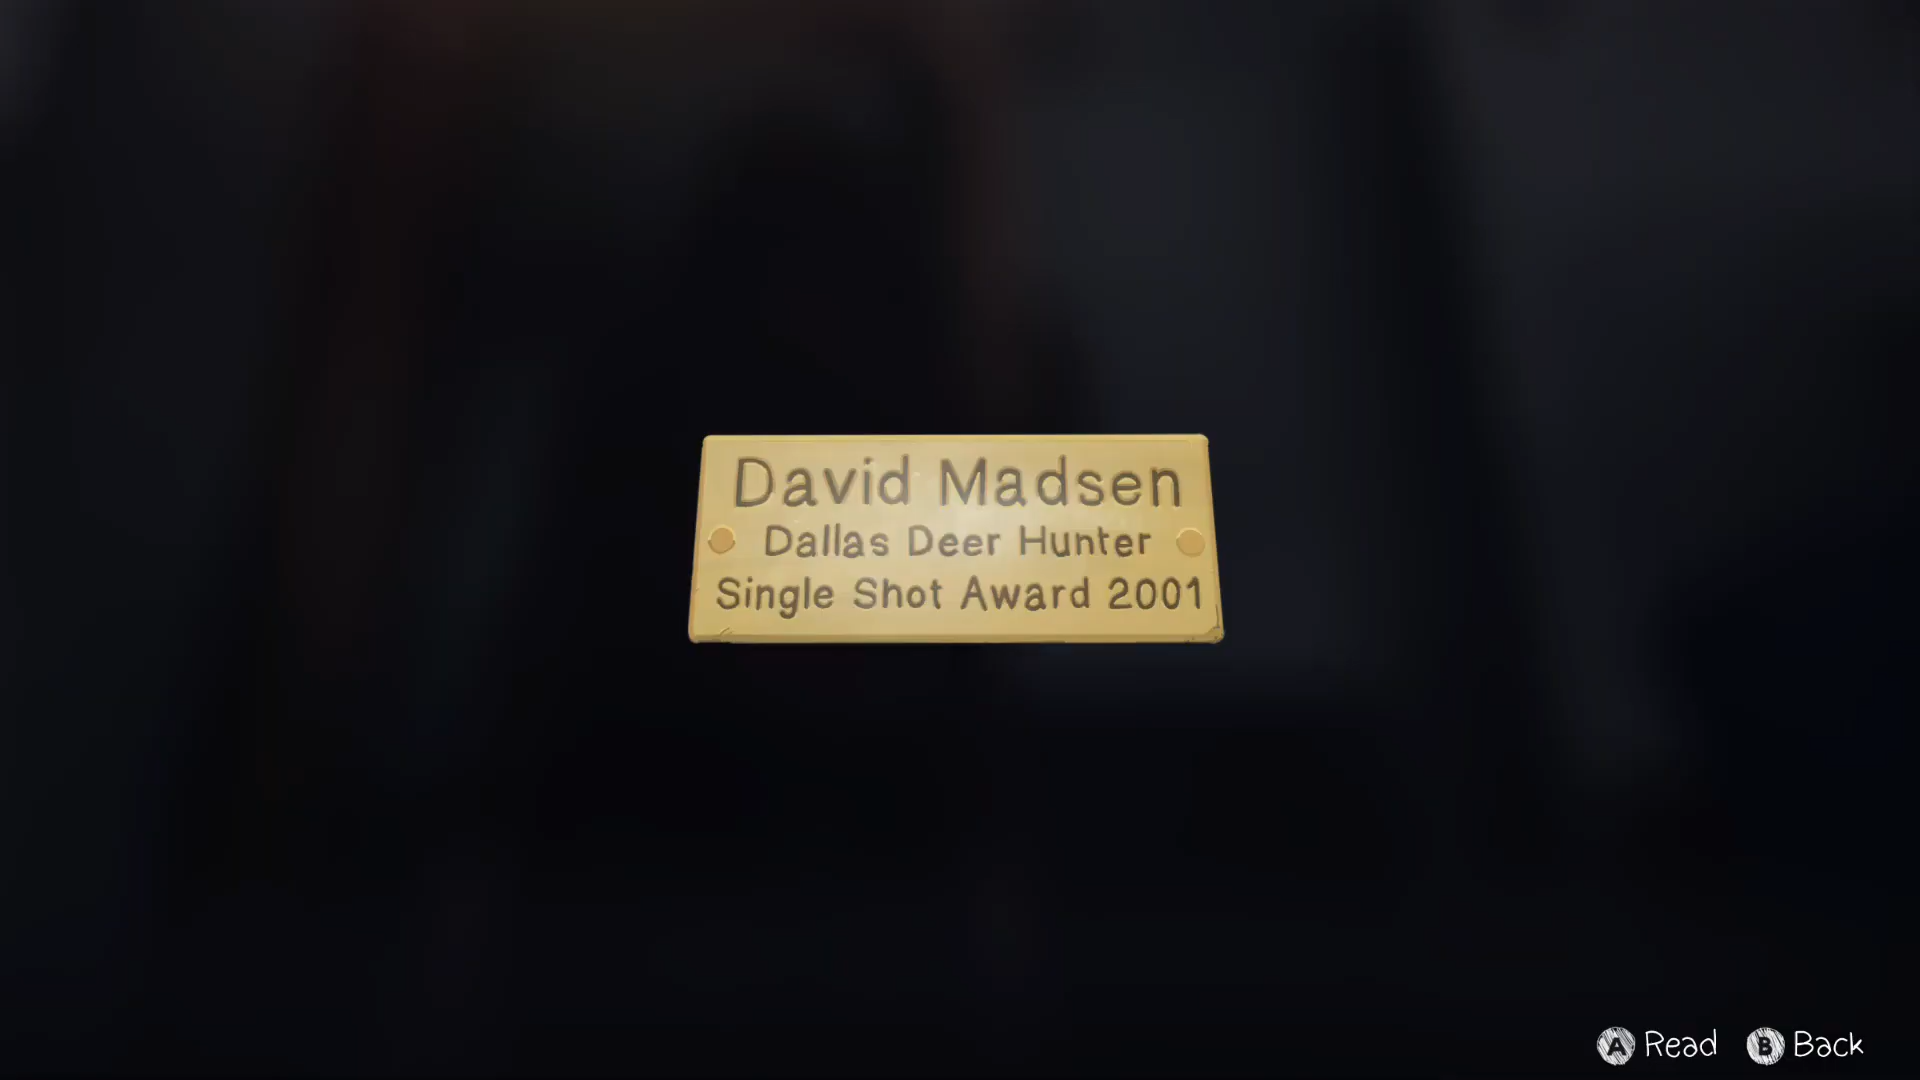 David Madsen
Dallas Deer Hunter
Single Shot Award 2001
A Read B Back